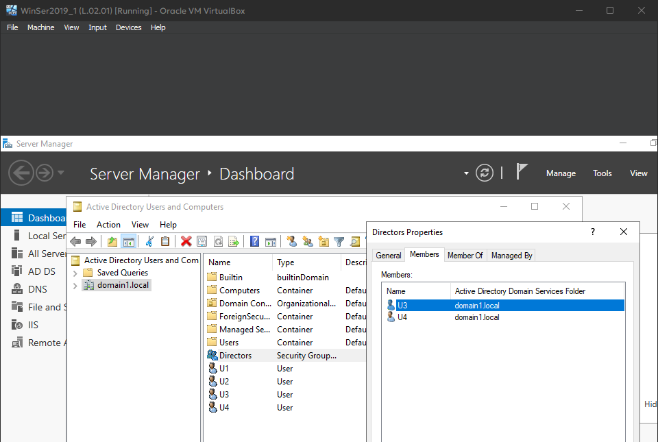 WinSer2019_1 (L.02.01) [Running] - Oracle VM VirtualBox
File Machine View Input Devices Help
Server Manager
Server Manager ‣ Dashboard
Manage Tools View
Dashboa
Local Ser
All Server
AD DS
DNS
File and S
IIS
Remote A
Active Directory Users and Computers
File Action View Help
Active Directory Users and Com
Saved Queries
domain1.local
Name Type Descri
Builtin builtinDomain
Computers Container Defau
Domain Con... Organizational... Defau
ForeignSecu... Container Defau
Managed Se... Container Defau
Users Container Defau
Directors Security Group...
U1 User
U2 User
U3 User
U4 User
Directors Properties ?
General Members Member Of Managed By
Members:
Name Active Directory Domain Services Folder
U3 domain1.local
U4 domain1.local
Hid